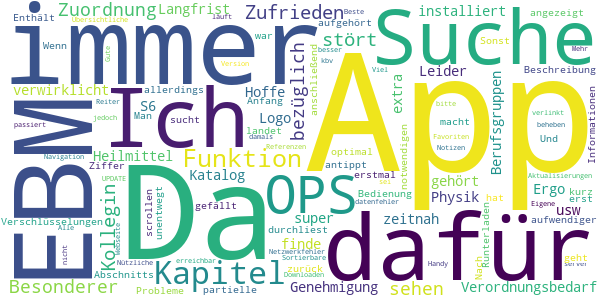 App
immer
Da
dafür
Suche
EBM
Ich
OPS
Kapitel
Funktion
Zuordnung
Langfrist
Zufrieden
aufgehört
installiert
angezeigt
Enthält
Übersichtliche
läuft
Beste
besser
kbv
Sonst
Mehr
Wenn
war
stört
Leider
Beschreibung
verwirklicht
Gute
Version
allerdings
Hoffe
Viel
extra
Berufsgruppen
verlinkt
beheben
Informationen
Reiter
S6
Anfang
bezüglich
anschließend
jedoch
Man
Logo
optimal
macht
bitte
Und
passiert
sucht
landet
damals
Favoriten
Notizen
Navigation
Heilmittel
Referenzen
antippt
notwendigen
Aktualisierungen
Ziffer
Katalog
erstmal
gehört
Ergo
kurz
UPDATE
sei
Bedienung
datenfehler
Physik
hat
usw
erst
Eigene
Verschlüsselungen
gefällt
super
zeitnah
Runterladen
aufwendiger
Alle
nicht
Kollegin
scrollen
unentwegt
durchliest
Webseite
finde
Nach
geht
Server
Abschnitts
erreichbar
Netzwerkfehler
Sortierbare
zurück
sehen
Besonderer
Nützliche
Probleme
partielle
Downloaden
Genehmigung
Handy
Verordnungsbedarf